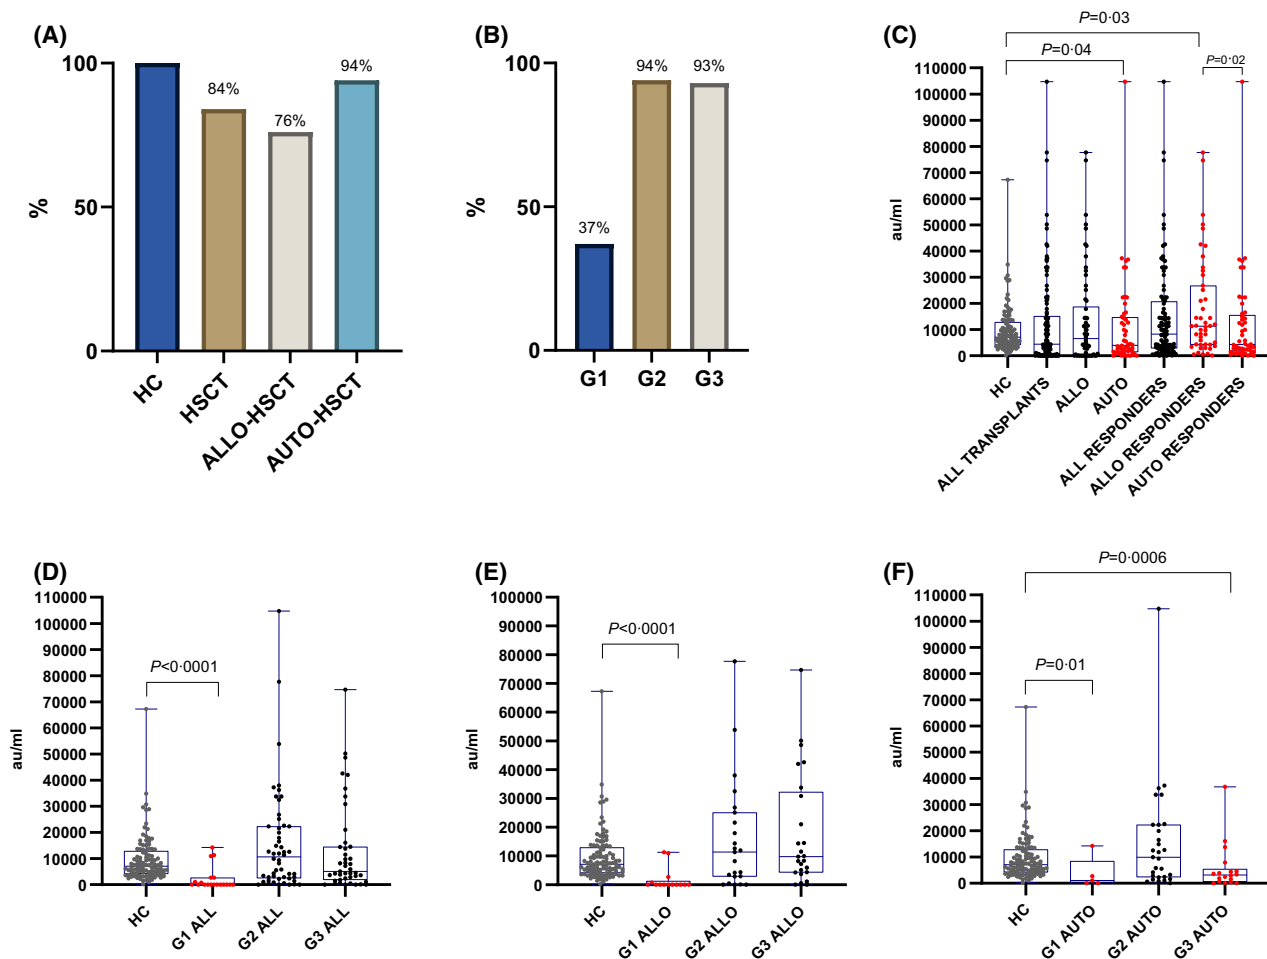 (A)
100
50
0
%
84%
76%
94%
HC
HSCT
ALLO-HSCT
AUTO-HSCT
(B)
100
50
0
%
37%
94%
93%
G1
G2
G3
(C)
P=0·03
P=0·04
P=0·02
110000
100000
90000
80000
70000
60000
50000
40000
30000
20000
10000
0
au/ml
HC
ALL TRANSPLANTS
ALLO
AUTO
ALL RESPONDERS
ALLO RESPONDERS
AUTO RESPONDERS
(D)
P<0·0001
110000
100000
90000
80000
70000
60000
50000
40000
30000
20000
10000
0
au/ml
HC
G1 ALL
G2 ALL
G3 ALL
(E)
P<0·0001
100000
90000
80000
70000
60000
50000
40000
30000
20000
10000
0
au/ml
HC
G1 ALLO
G2 ALLO
G3 ALLO
(F)
P=0·0006
P=0·01
110000
100000
90000
80000
70000
60000
50000
40000
30000
20000
10000
0
au/ml
HC
G1 AUTO
G2 AUTO
G3 AUTO